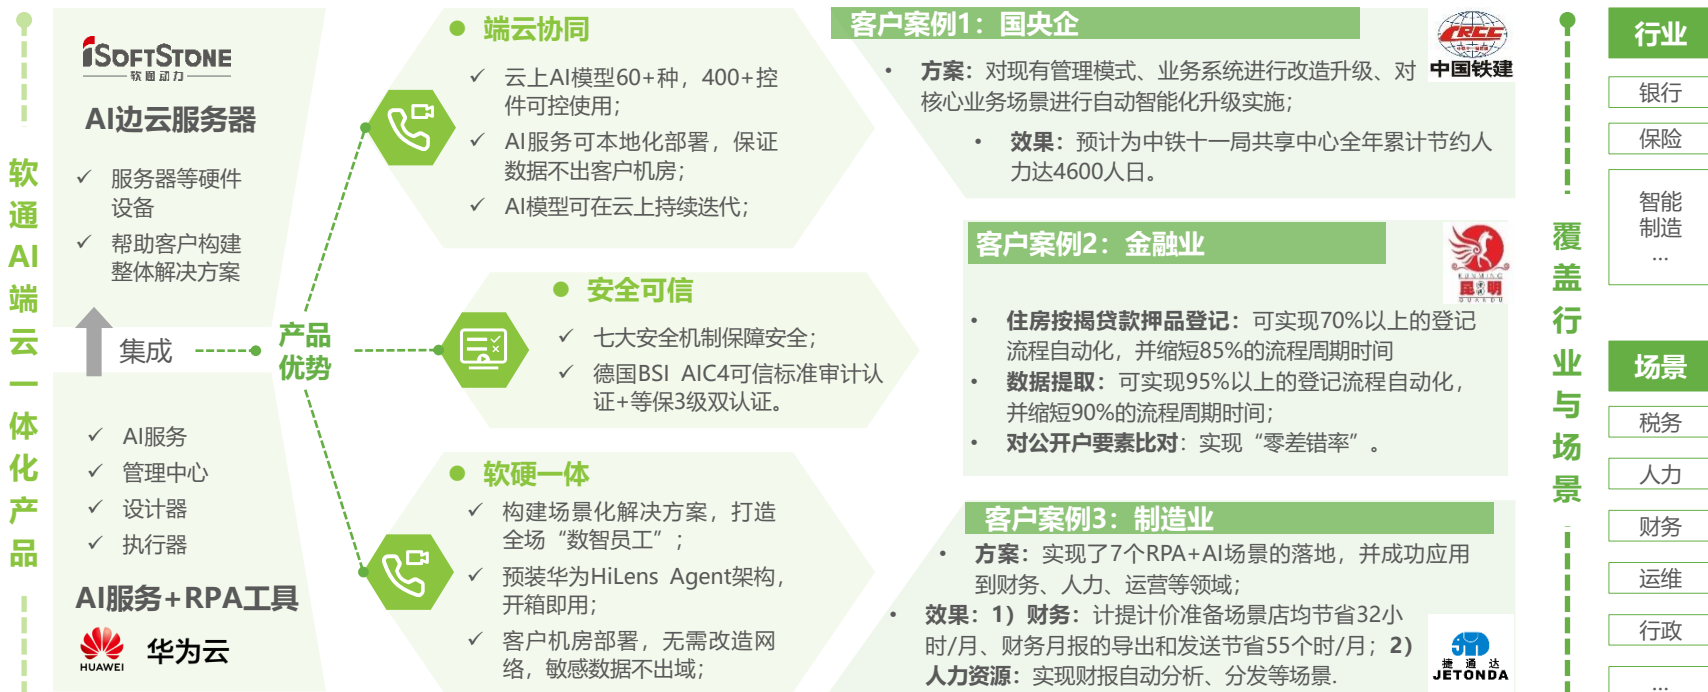 软通AI端云一体化产品
iSOFTSTONE
软通动力
AI边云服务器
✓ 服务器等硬件
设备
✓ 帮助客户构建
整体解决方案
集成
✓ AI服务
✓ 管理中心
✓ 设计器
✓ 执行器
AI服务+RPA工具
HUAWEI
华为云
产品
优势
• 端云协同
✓ 云上AI模型60+种，400+控
件可控使用；
✓ AI服务可本地化部署，保证
数据不出客户机房；
✓ AI模型可在云上持续迭代；
• 安全可信
✓ 七大安全机制保障安全；
✓ 德国BSI AIC4可信标准审计认
证+等保3级双认证。
• 软硬一体
✓ 构建场景化解决方案，打造
全场“数智员工”；
✓ 预装华为HiLens Agent架构，
开箱即用；
✓ 客户机房部署，无需改造网
络，敏感数据不出域；
客户案例1：国央企
CRCC
中国铁建
• 方案：对现有管理模式、业务系统进行改造升级、对
核心业务场景进行自动智能化升级实施；
• 效果：预计为中铁十一局共享中心全年累计节约人
力达4600人日。
客户案例2：金融业
KUNMING
昆明
GUANDU
• 住房按揭贷款押品登记：可实现70%以上的登记
流程自动化，并缩短85%的流程周期时间
• 数据提取：可实现95%以上的登记流程自动化，
并缩短90%的流程周期时间；
• 对公开户要素比对：实现“零差错率”。
客户案例3：制造业
• 方案：实现了7个RPA+AI场景的落地，并成功应用
到财务、人力、运营等领域；
• 效果：1）财务：计提计价准备场景店均节省32小
时/月、财务月报的导出和发送节省55个时/月；2）
人力资源：实现财报自动分析、分发等场景.
捷通达
JETONDA
覆盖行业与场景
行业
银行
保险
智能
制造
...
场景
税务
人力
财务
运维
行政
...